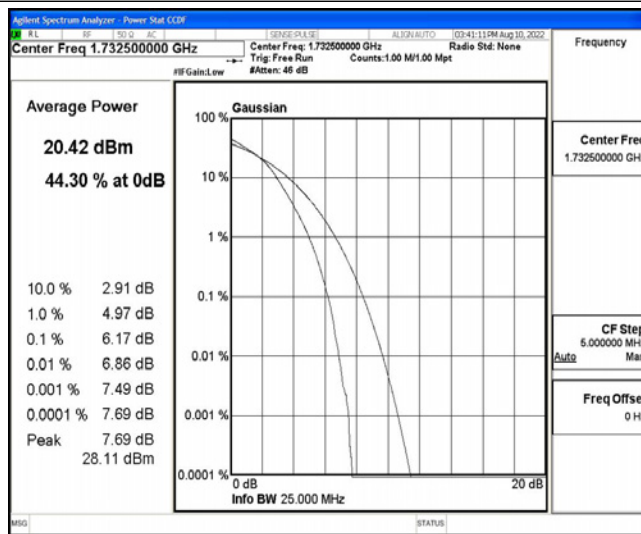 Agilent Spectrum Analyzer - Power Stat CCDF
RL RF 50 Ω AC SENSE:PULSE ALIGN AUTO 03:41:11 PM Aug 10, 2022
Center Freq 1.732500000 GHz
Center Freq: 1.732500000 GHz Radio Std: None
Trig: Free Run Counts:1.00 M/1.00 Mpt
#IFGain:Low #Atten: 46 dB
Frequency
Average Power
20.42 dBm
44.30 % at 0dB
10.0 % 2.91 dB
1.0 % 4.97 dB
0.1 % 6.17 dB
0.01 % 6.86 dB
0.001 % 7.49 dB
0.0001 % 7.69 dB
Peak 7.69 dB
28.11 dBm
Gaussian
100 %
10 %
1 %
0.1 %
0.01 %
0.001 %
0.0001 %
0 dB 20 dB
Info BW 25.000 MHz
Center Fre
1.732500000 GH
CF Ste
5.000000 MH
Auto Ma
Freq Offse
0 H
MSG STATUS